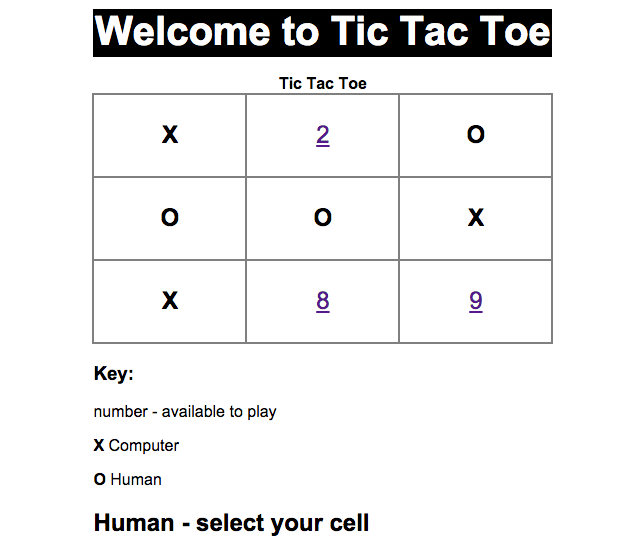 Welcome to Tic Tac Toe
Tic Tac Toe
X 2 O
O O X
X 8 9
Key:
number - available to play
X Computer
O Human
Human - select your cell